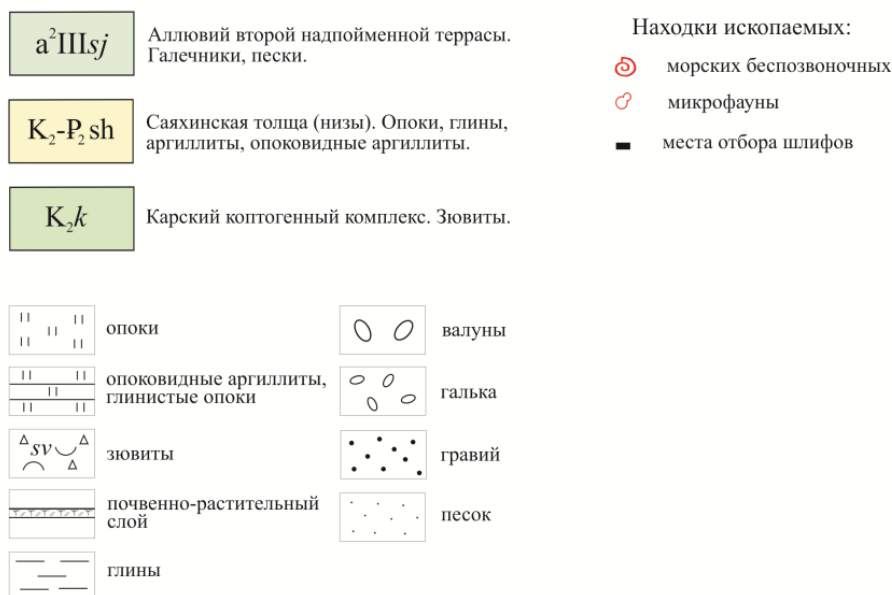 a²IIIsj
Аллювий второй надпойменной террасы.
Галечники, пески.
K₂-P₂ sh
Саяхинская толща (низы). Опоки, глины,
аргиллиты, опоковидные аргиллиты.
K₂k
Карский коптогенный комплекс. Зювиты.
Находки ископаемых:
морских беспозвоночных
микрофауны
места отбора шлифов
опоки
опоковидные аргиллиты,
глинистые опоки
sv
зювиты
почвенно-растительный
слой
глины
валуны
галька
гравий
песок